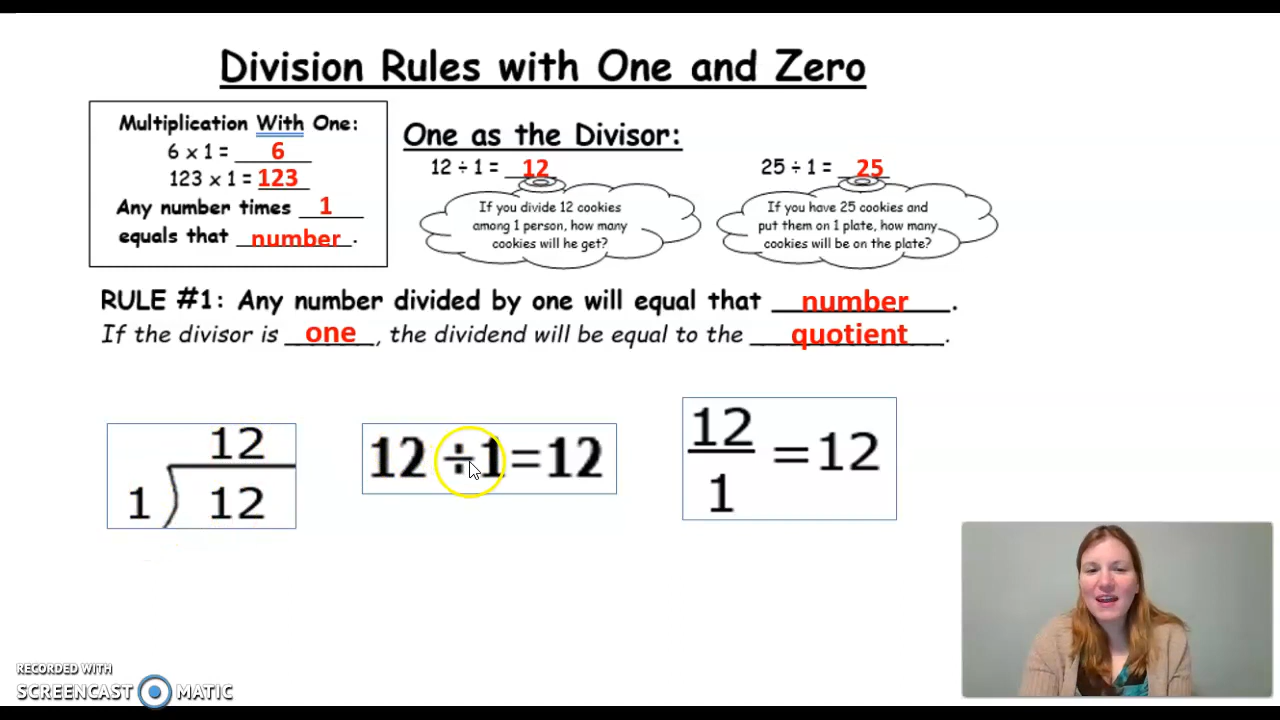 Division Rules with One and Zero
Multiplication With One:
6 x 1 = 6
123 x 1 = 123
Any number times 1
equals that number.
One as the Divisor:
12 ÷ 1 = 12
If you divide 12 cookies
among 1 person, how many
cookies will he get?
25 ÷ 1 = 25
If you have 25 cookies and
put them on 1 plate, how many
cookies will be on the plate?
RULE #1: Any number divided by one will equal that number.
If the divisor is one, the dividend will be equal to the quotient.
12
1 ) 12
12 ÷1=12
12
1
=12
RECORDED WITH
SCREENCAST MATIC